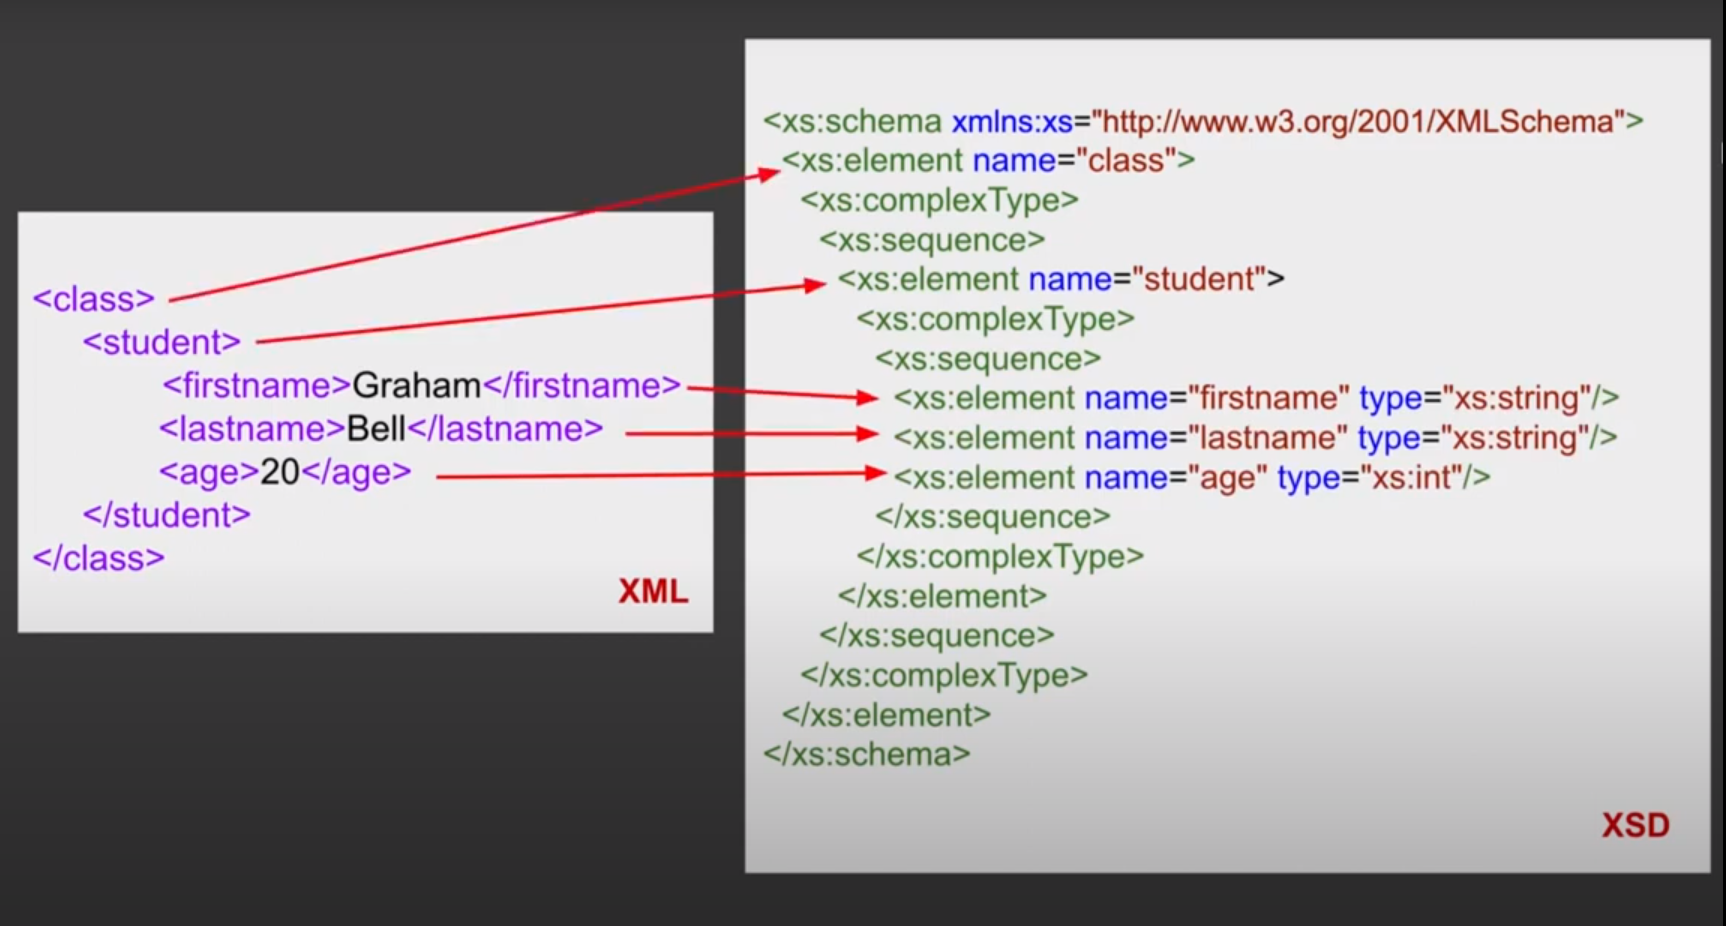 <class>
<student>
<firstname>Graham</firstname>
<lastname>Bell</lastname>
<age>20</age>
</student>
</class>
XML
<xs:schema xmlns:xs="http://www.w3.org/2001/XMLSchema">
<xs:element name="class">
<xs:complexType>
<xs:sequence>
<xs:element name="student">
<xs:complexType>
<xs:sequence>
<xs:element name="firstname" type="xs:string"/>
<xs:element name="lastname" type="xs:string"/>
<xs:element name="age" type="xs:int"/>
</xs:sequence>
</xs:complexType>
</xs:element>
</xs:sequence>
</xs:complexType>
</xs:element>
</xs:schema>
XSD